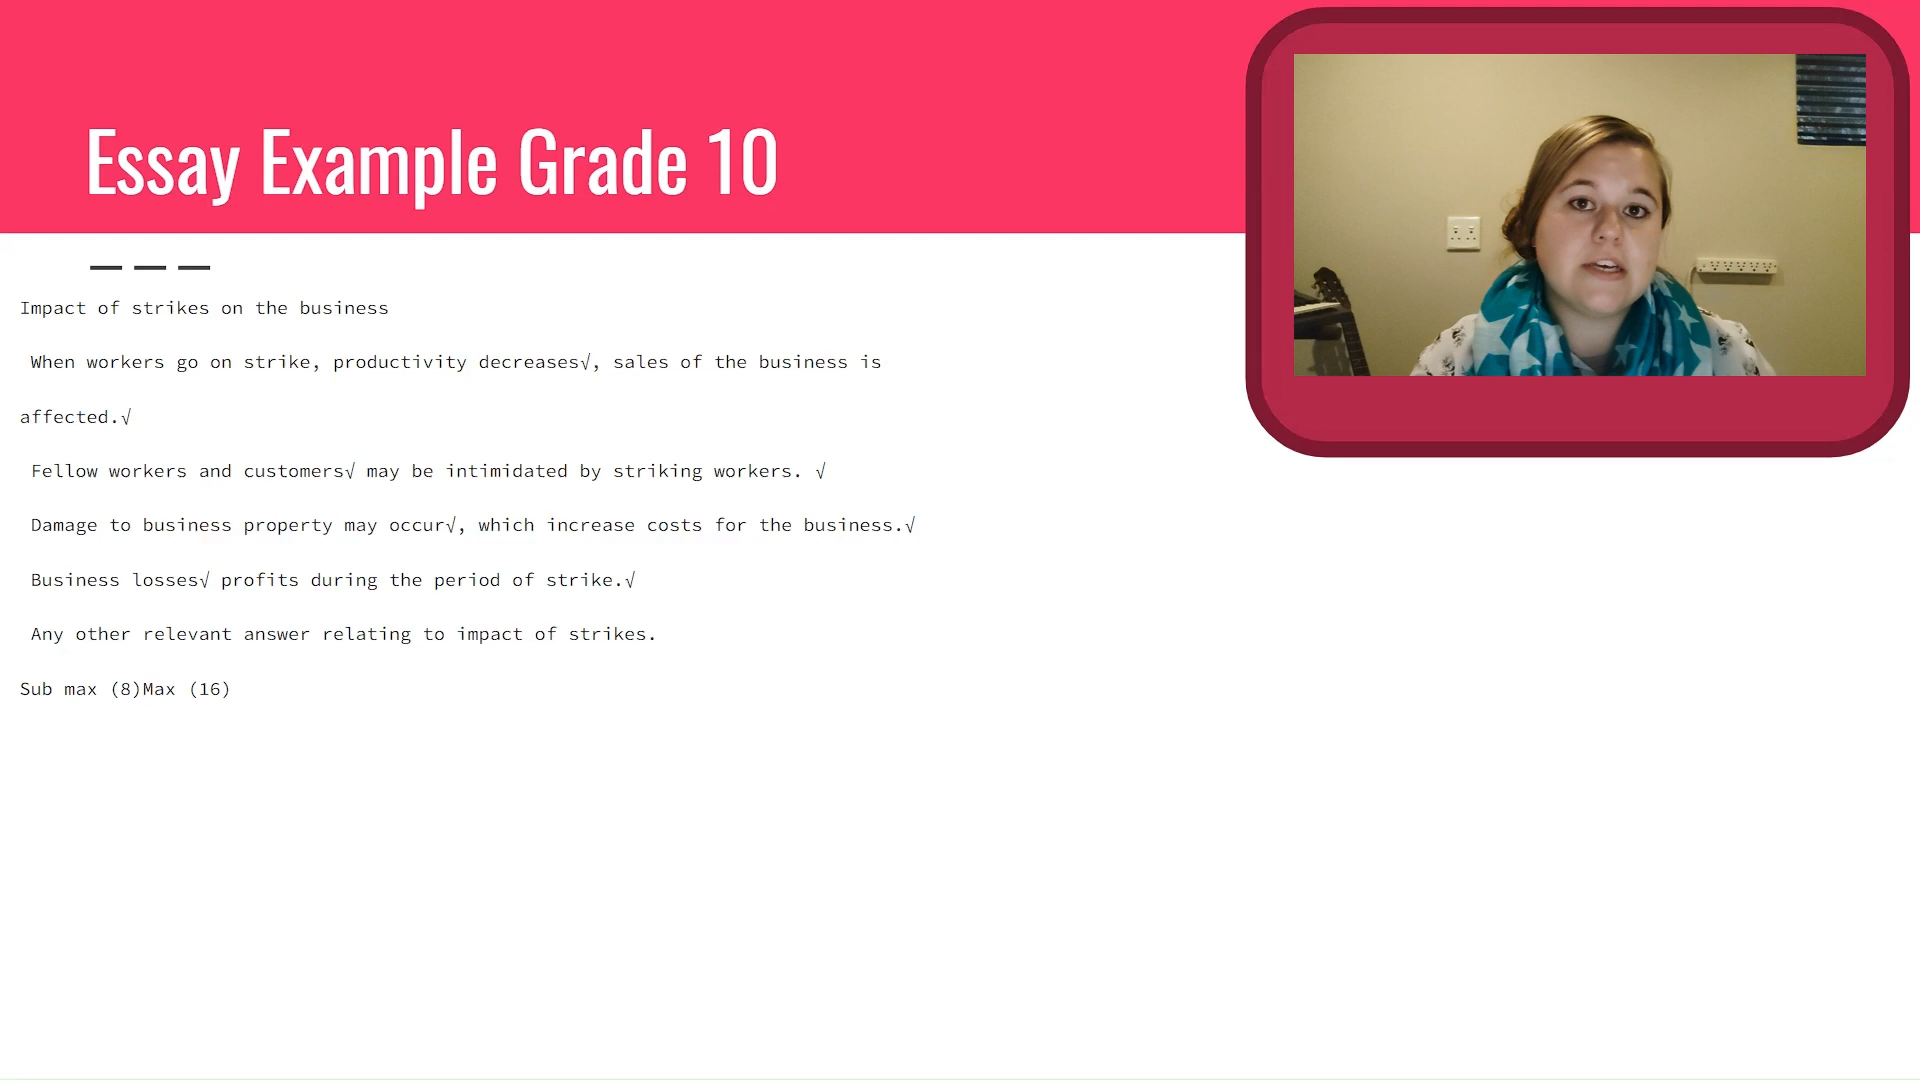 Essay Example Grade 10
Impact of strikes on the business
When workers go on strike, productivity decreases√, sales of the business is
affected.√
Fellow workers and customers√ may be intimidated by striking workers. √
Damage to business property may occur√, which increase costs for the business.√
Business losses√ profits during the period of strike.√
Any other relevant answer relating to impact of strikes.
Sub max (8)Max (16)